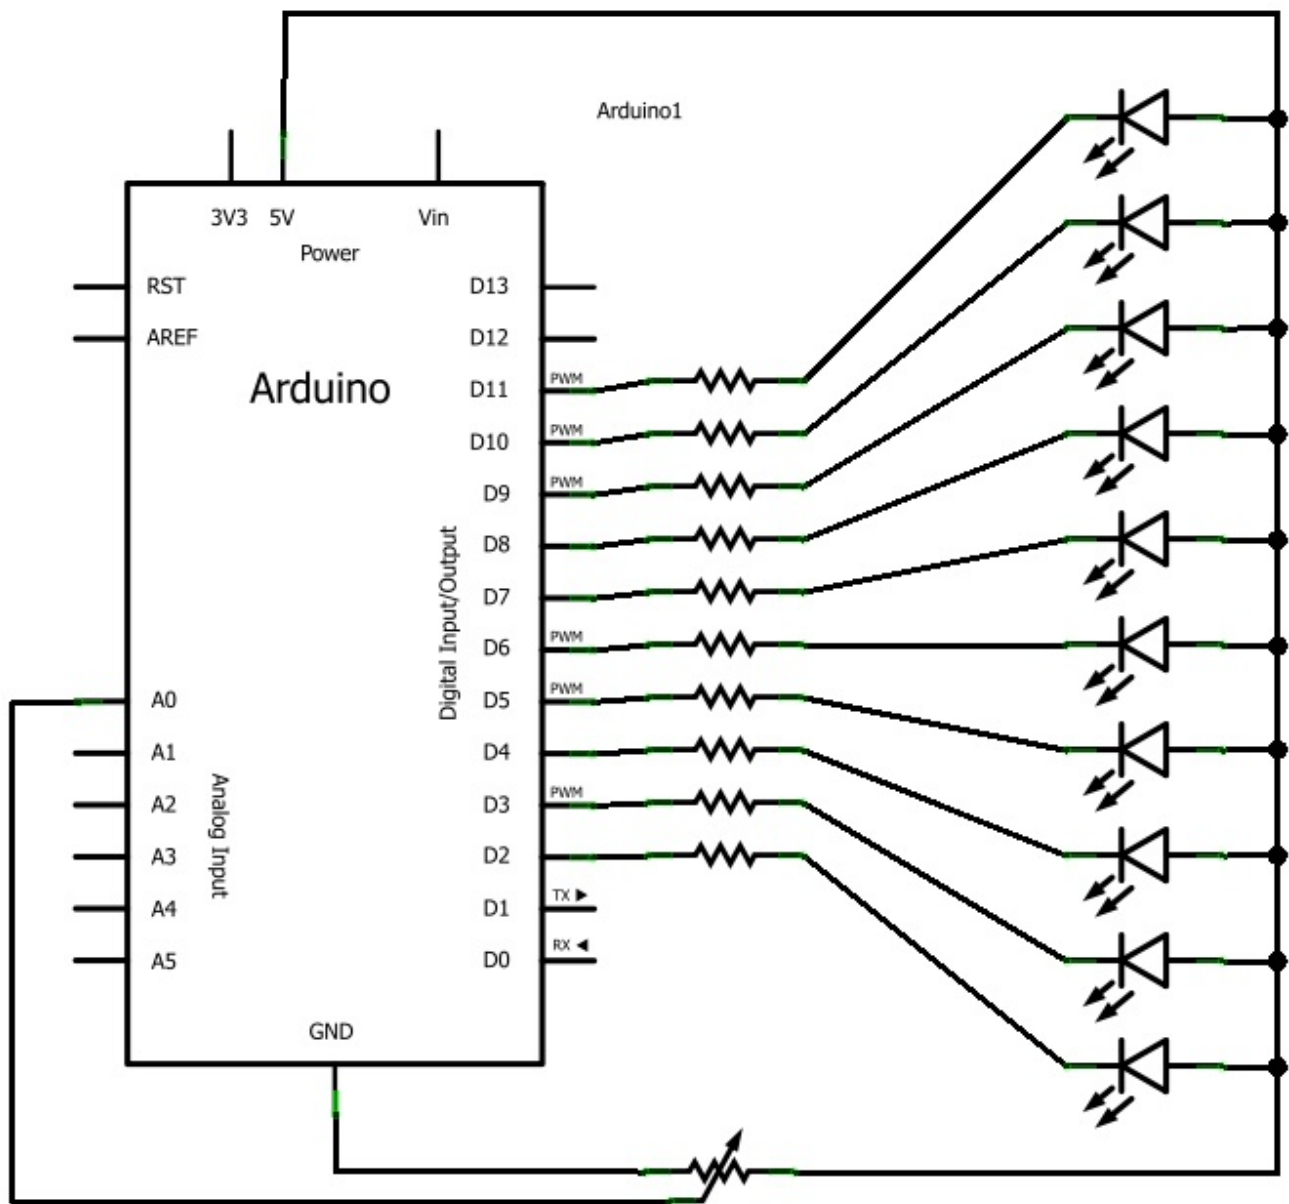 Arduino1
3V3 5V Vin
Power
RST
AREF
Arduino
D13
D12
D11 PWM
D10 PWM
D9 PWM
D8
D7
D6 PWM
D5 PWM
D4
D3 PWM
D2
D1 TX ►
D0 RX ◄
Digital Input/Output
A0
A1
A2
A3
A4
A5
Analog Input
GND